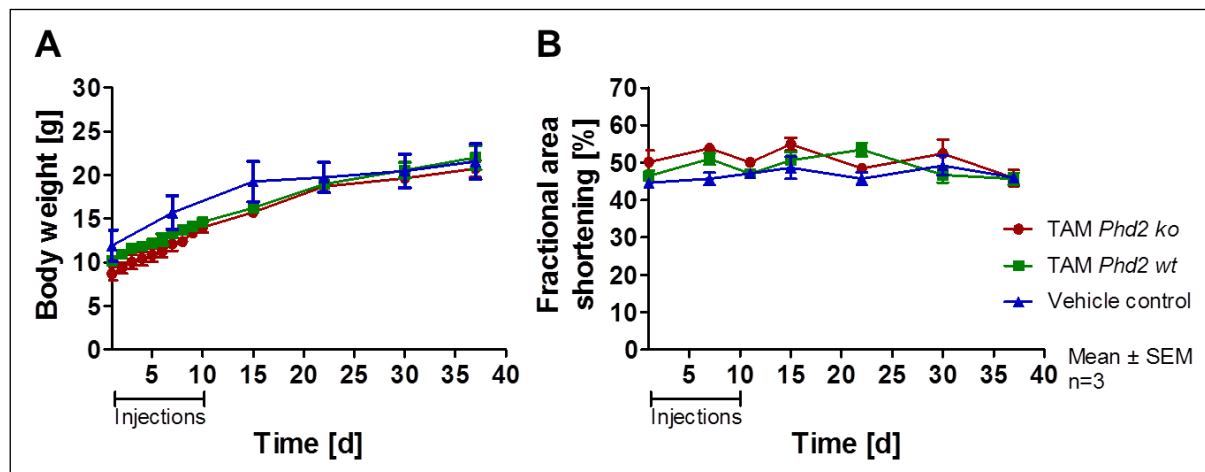 A
Body weight [g]
30
25
20
15
10
5
0
5 10 15 20 25 30 35 40
Injections
Time [d]
B
Fractional area
shortening [%]
70
60
50
40
30
20
10
0
5 10 15 20 25 30 35 40
Injections
Time [d]
TAM Phd2 ko
TAM Phd2 wt
Vehicle control
Mean ± SEM
n=3